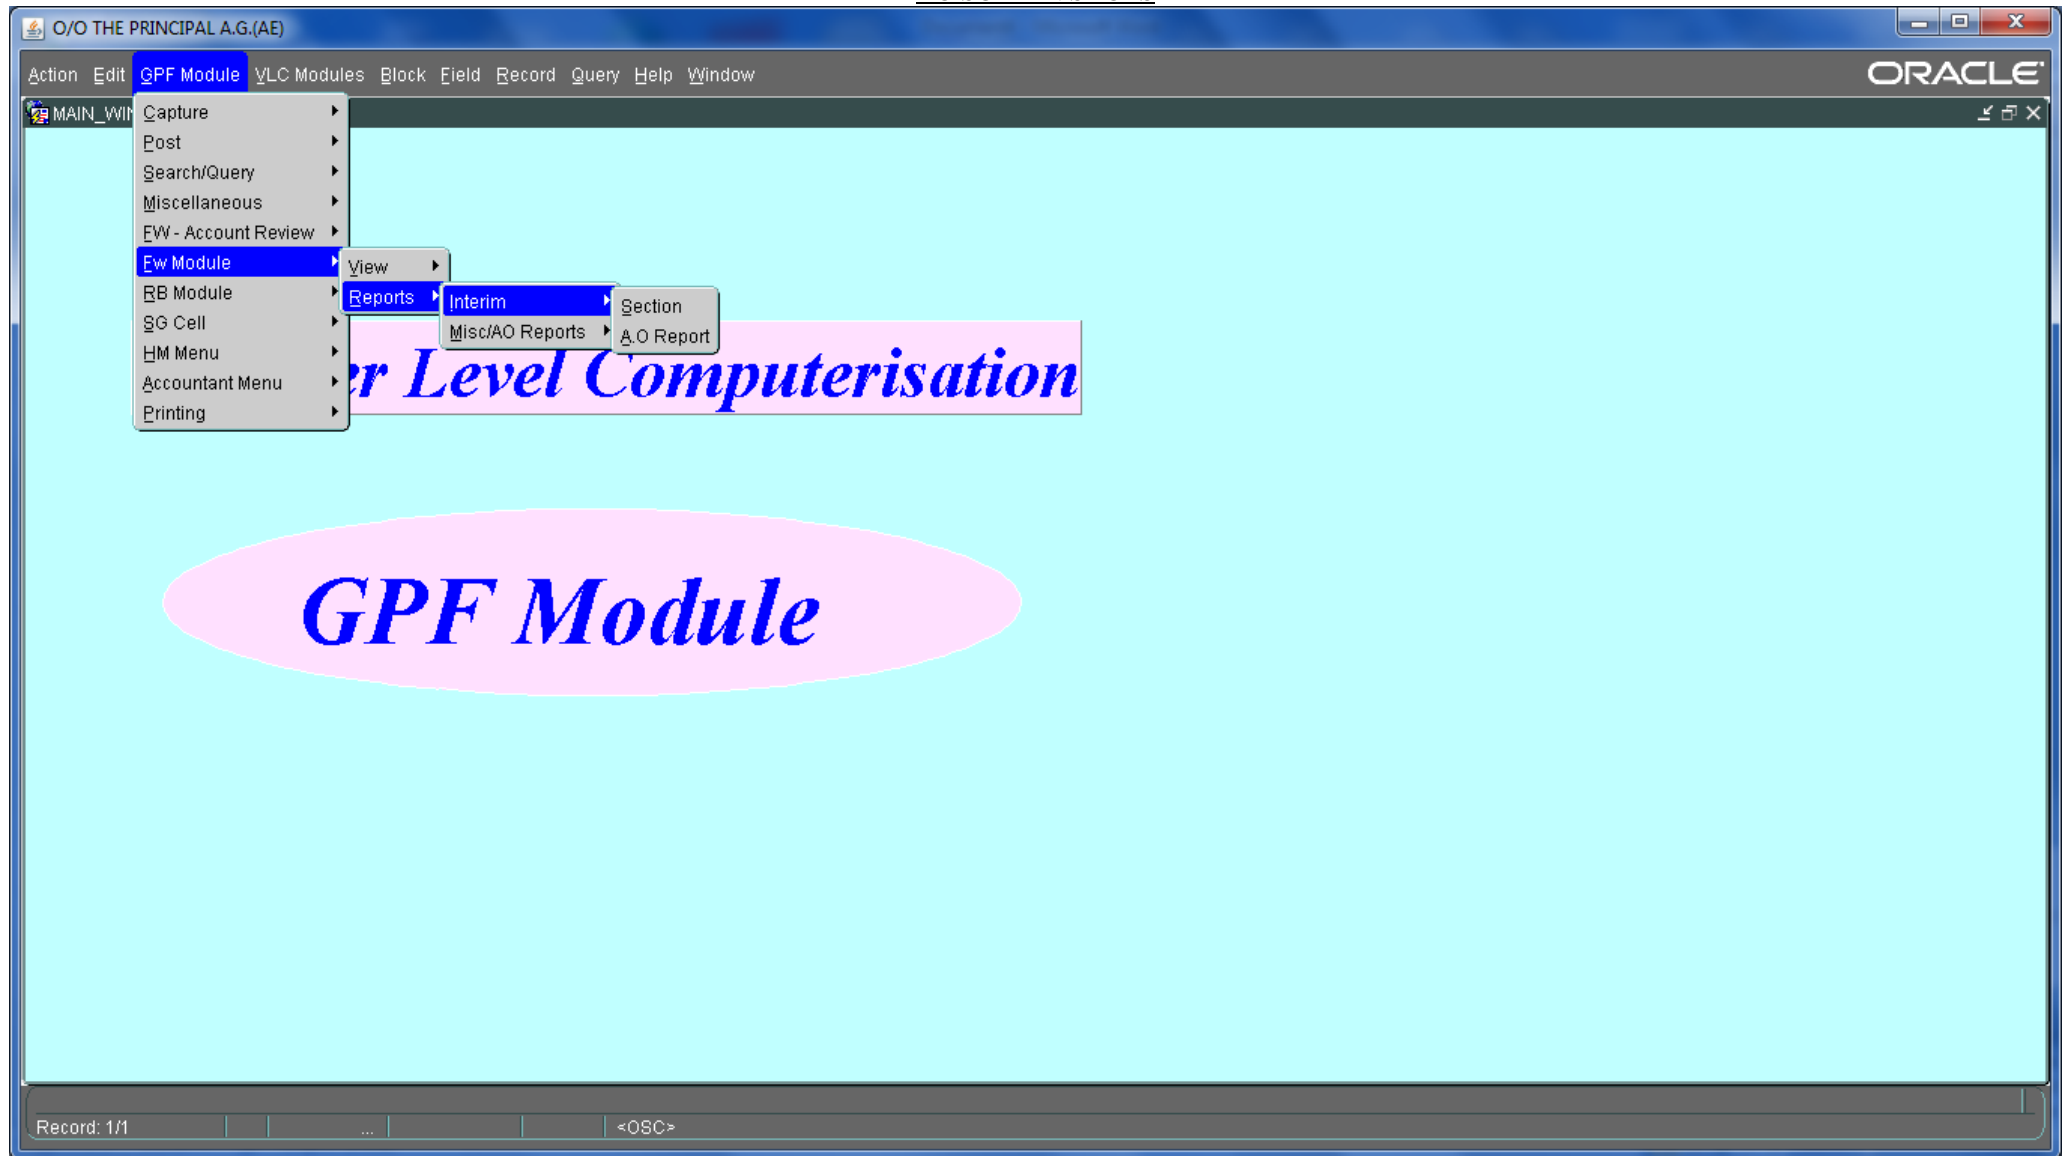 O/O THE PRINCIPAL A.G.(AE)
Action Edit GPF Module VLC Modules Block Field Record Query Help Window
ORACLE
MAIN_WIN
Capture
Post
Search/Query
Miscellaneous
FW - Account Review
Fw Module
RB Module
SG Cell
HM Menu
Accountant Menu
Printing
View
Reports
Interim
Misc/AO Reports
Section
A.O Report
Level Computerisation
GPF Module
Record: 1/1
...
<OSC>